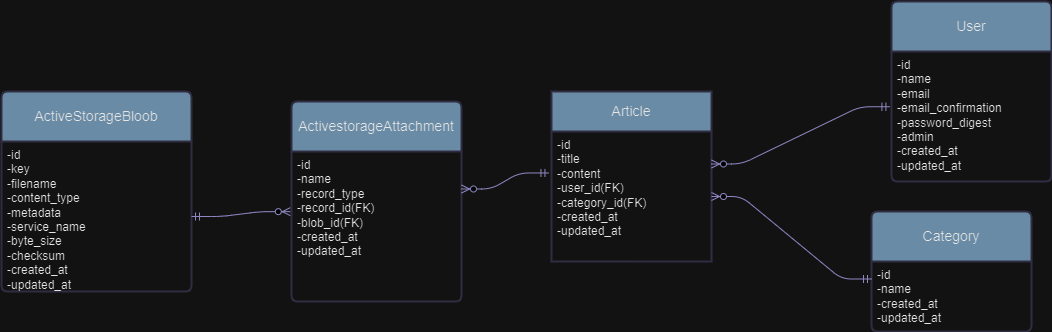 ActiveStorageBloob
-id
-key
-filename
-content_type
-metadata
-service_name
-byte_size
-checksum
-created_at
-updated_at
ActivestorageAttachment
-id
-name
-record_type
-record_id(FK)
-blob_id(FK)
-created_at
-updated_at
Article
-id
-title
-content
-user_id(FK)
-category_id(FK)
-created_at
-updated_at
User
-id
-name
-email
-email_confirmation
-password_digest
-admin
-created_at
-updated_at
Category
-id
-name
-created_at
-updated_at